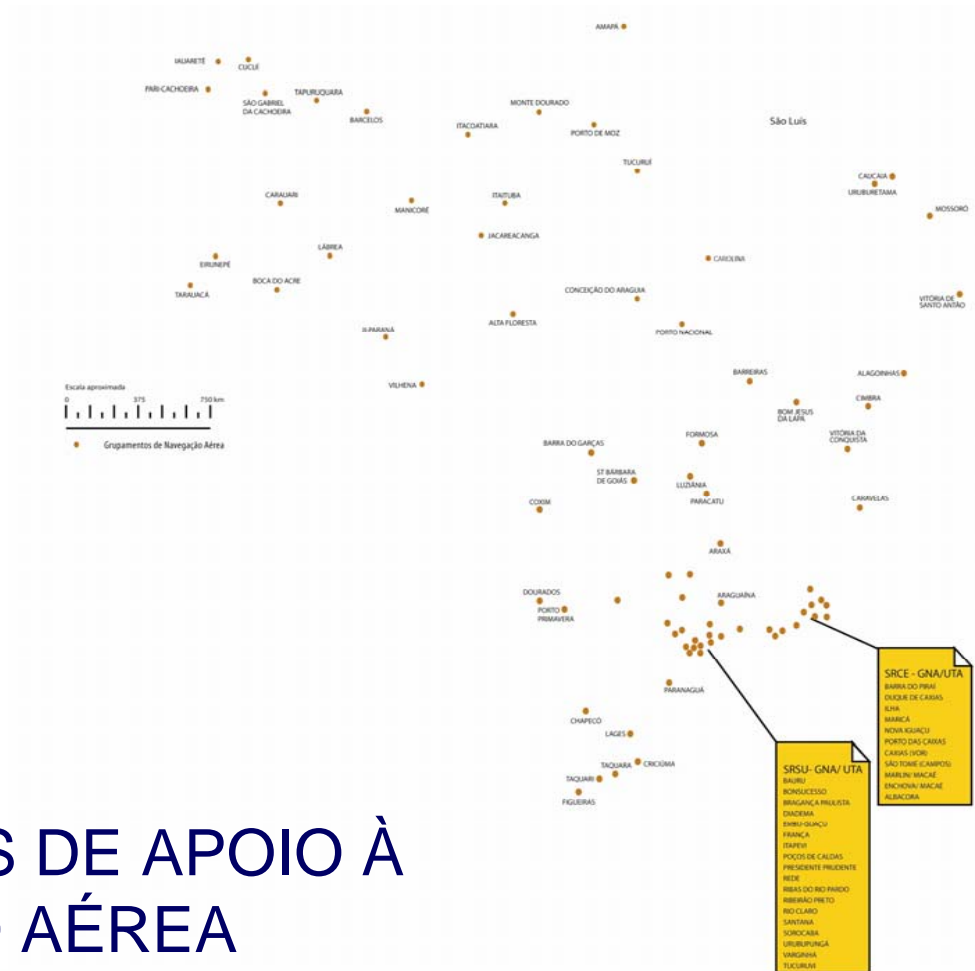 AMAPÁ
IAUARETÊ
CUCUÍ
PARI-CACHOEIRA
SÃO GABRIEL
DA CACHOEIRA
TAPURUQUARA
BARCELOS
MONTE DOURADO
ITACOATIARA
PORTO DE MOZ
São Luís
TUCURUÍ
CAUCAIA
URUBURETAMA
CARAUARI
MANICORÉ
ITAITUBA
MOSSORÓ
JACAREACANGA
LÁBREA
EIRUNEPÉ
CAROLINA
TARAUACÁ
BOCA DO ACRE
CONCEIÇÃO DO ARAGUIA
VITÓRIA DE
SANTO ANTÃO
ALTA FLORESTA
JI-PARANÁ
PORTO NACIONAL
VILHENA
BARREIRAS
ALAGOINHAS
Escala aproximada
0 375 750 km
Grupamentos de Navegação Aérea
BOM JESUS
DA LAPA
CIMBRA
VITÓRIA DA
CONQUISTA
BARRA DO GARÇAS
FORMOSA
ST BÁRBARA
DE GOIÁS
LUZIÂNIA
PARACATU
COXIM
CARAVELAS
ARAXÁ
DOURADOS
PORTO
PRIMAVERA
ARAGUAÍNA
PARANAGUÁ
CHAPECÓ
LAGES
TAQUARA
CRICIÚMA
TAQUARI
FIGUEIRAS
SRCE - GNA/UTA
BARRA DO PIRAÍ
DUQUE DE CAXIAS
ILHA
MARICÁ
NOVA IGUAÇU
PORTO DAS CAIXAS
CAXIAS (VOR)
SÃO TOMÉ (CAMPOS)
MARLIN/ MACAÉ
ENCHOVA/ MACAÉ
ALBACORA
SRSU- GNA/ UTA
BAURU
BONSUCESSO
BRAGANÇA PAULISTA
DIADEMA
EMBU-GUAÇU
FRANÇA
ITAPEVI
POÇOS DE CALDAS
PRESIDENTE PRUDENTE
REDE
RIBAS DO RIO PARDO
RIBEIRÃO PRETO
RIO CLARO
SANTANA
SOROCABA
URUBUPUNGÁ
VARGINHA
TUCURUVI
S DE APOIO À
AÉREA